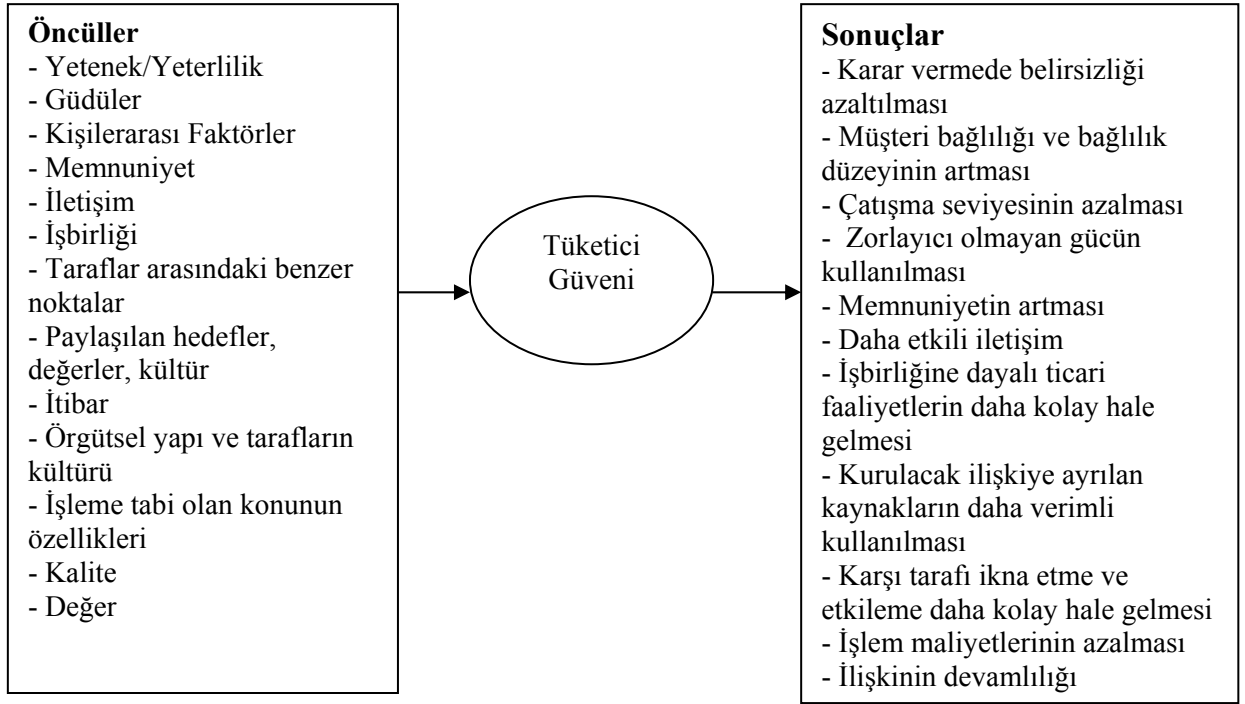 Öncüller
- Yetenek/Yeterlilik
- Güdüler
- Kişilerarası Faktörler
- Memnuniyet
- İletişim
- İşbirliği
- Taraflar arasındaki benzer
noktalar
- Paylaşılan hedefler,
değerler, kültür
- İtibar
- Örgütsel yapı ve tarafların
kültürü
- İşleme tabi olan konunun
özellikleri
- Kalite
- Değer
Tüketici
Güveni
Sonuçlar
- Karar vermede belirsizliği
azaltılması
- Müşteri bağlılığı ve bağlılık
düzeyinin artması
- Çatışma seviyesinin azalması
- Zorlayıcı olmayan gücün
kullanılması
- Memnuniyetin artması
- Daha etkili iletişim
- İşbirliğine dayalı ticari
faaliyetlerin daha kolay hale
gelmesi
- Kurulacak ilişkiye ayrılan
kaynakların daha verimli
kullanılması
- Karşı tarafı ikna etme ve
etkileme daha kolay hale gelmesi
- İşlem maliyetlerinin azalması
- İlişkinin devamlılığı